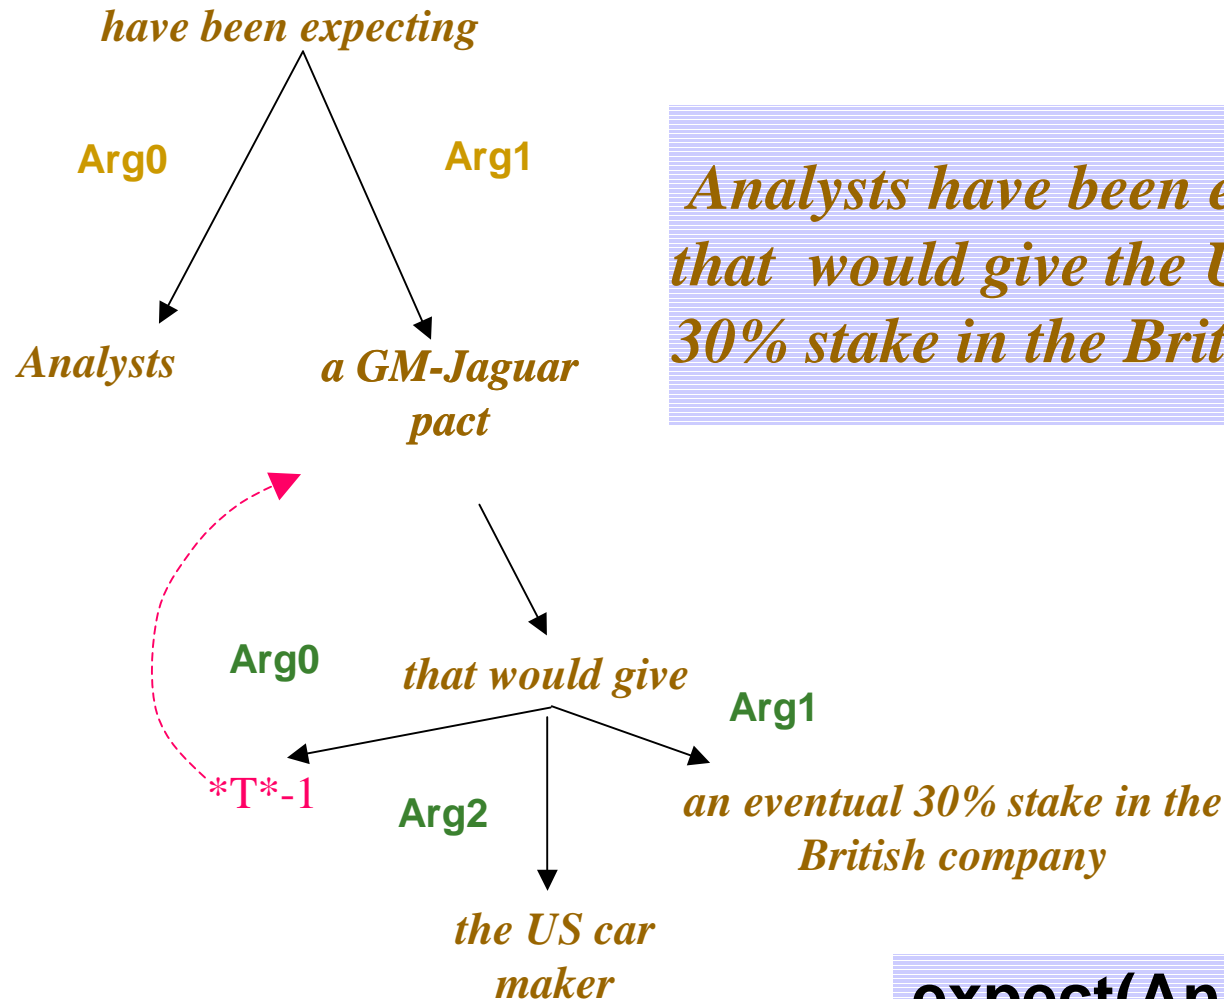 have been expecting
Arg0
Arg1
Analysts have been
that would give the
30% stake in the
Analysts
a GM-Jaguar
pact
Arg0
that would give
Arg1
*T*-1
Arg2
an eventual 30% stake in the
British company
the US car
maker